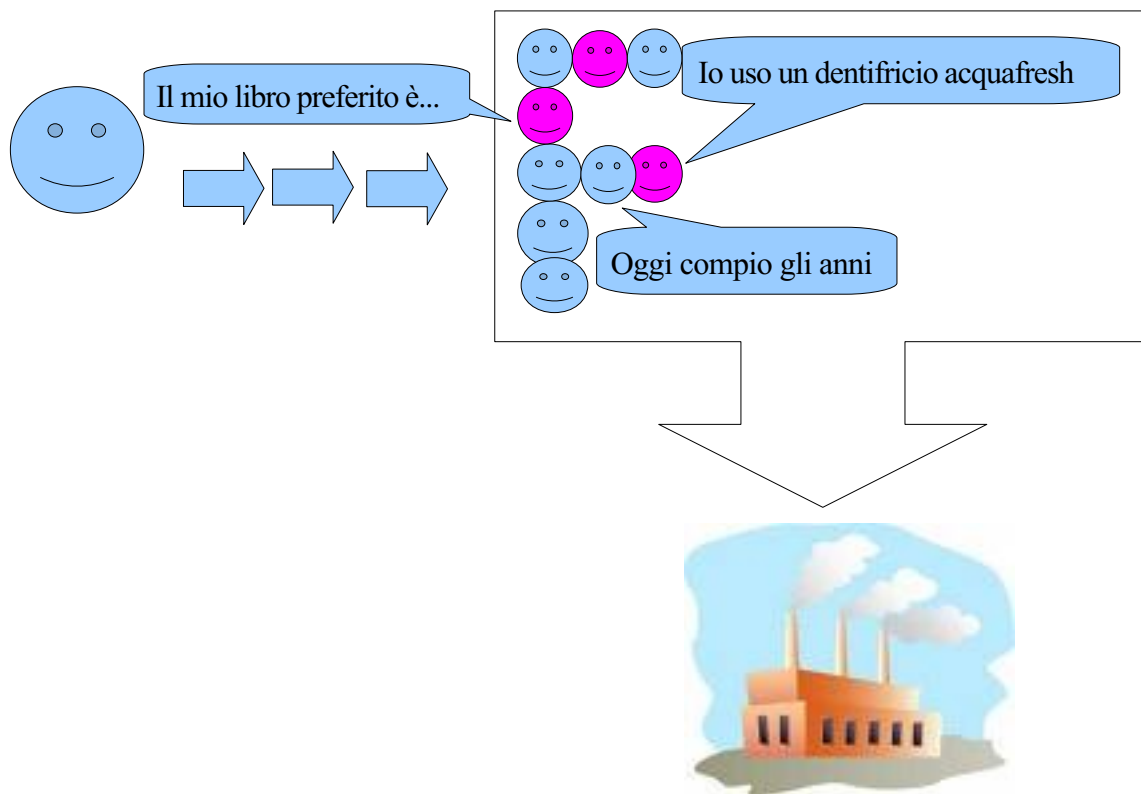 Io uso un dentifricio acquafresh
Il mio libro preferito è...
Oggi compio gli anni